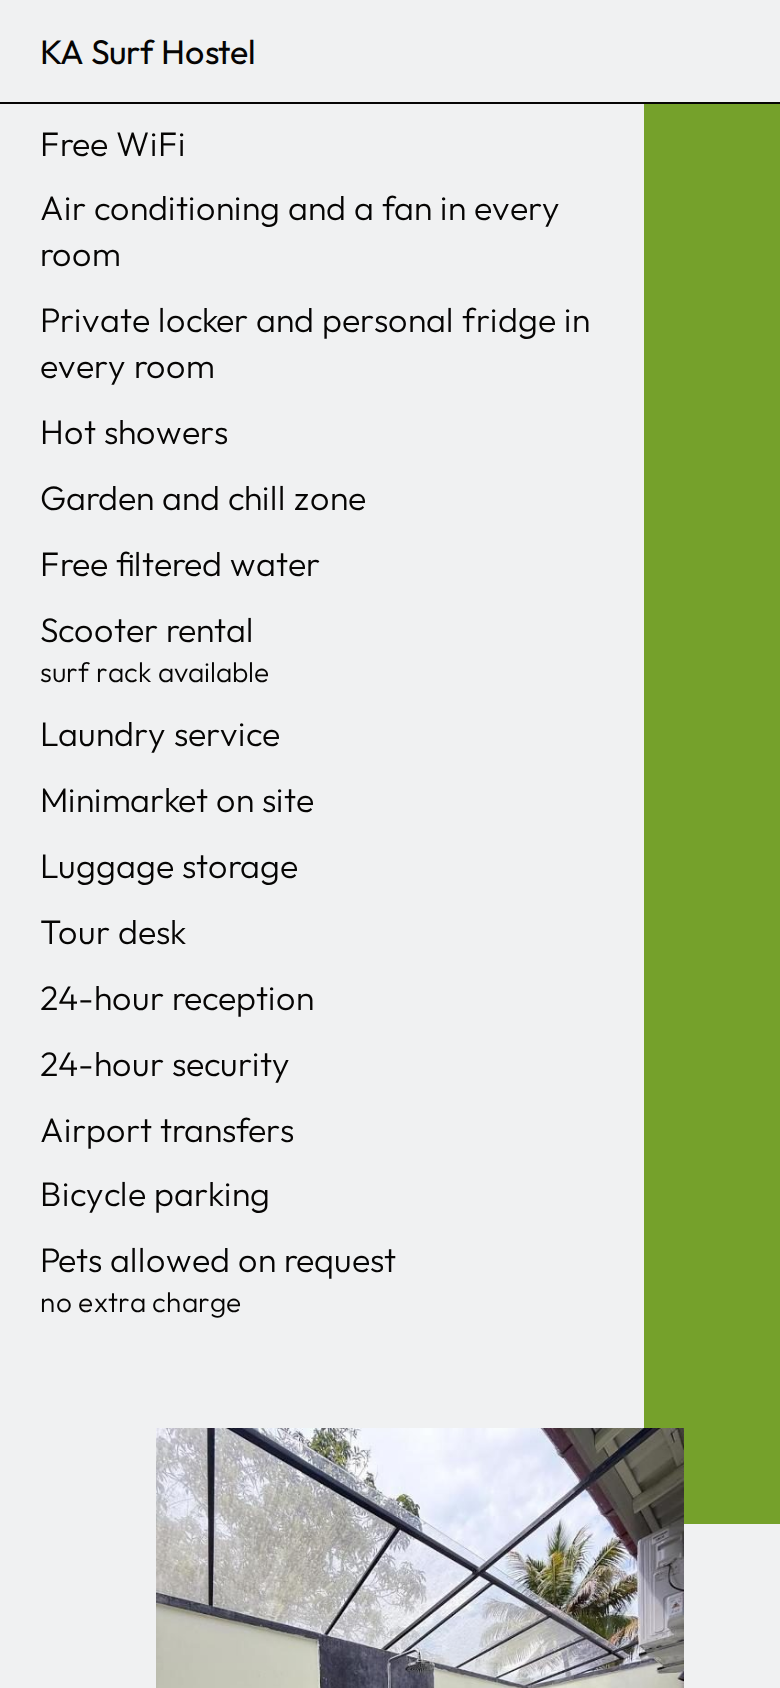 KA Surf Hostel
Free WiFi
Air conditioning and a fan in every
room
Private locker and personal fridge in
every room
Hot showers
Garden and chill zone
Free filtered water
Scooter rental
surf rack available
Laundry service
Minimarket on site
Luggage storage
Tour desk
24-hour reception
24-hour security
Airport transfers
Bicycle parking
Pets allowed on request
no extra charge